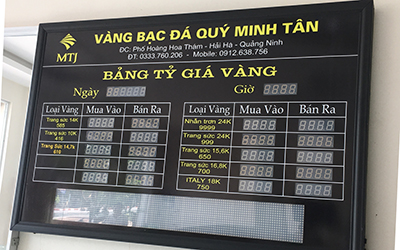 MTJ
VÀNG BẠC ĐÁ QUÝ MINH TÂN
ĐC: Phố Hoàng Hoa Thám - Hải Hà - Quảng Ninh
ĐT: 0333.760.206 - Mobile: 0912.638.756
BẢNG TỶ GIÁ VÀNG
Ngày
Giờ
Loại Vàng Mua Vào Bán Ra
Trang sức 14K
585
Trang sức 10K
416
Trang Sức 14,7k
610
Loại Vàng Mua Vào Bán Ra
Nhẫn trơn 24K
9999
Trang sức 24K
999
Trang sức 15,6K
650
Trang sức 16,8K
700
ITALY 18K
750